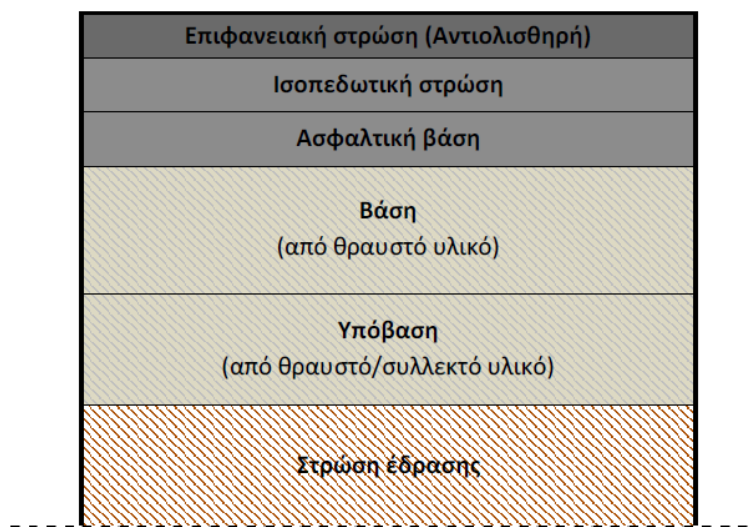 Επιφανειακή στρώση (Αντιολισθηρή)
Ισοπεδωτική στρώση
Ασφαλτική βάση
Βάση
(από θραυστό υλικό)
Υπόβαση
(από θραυστό/συλλεκτό υλικό)
Στρώση έδρασης